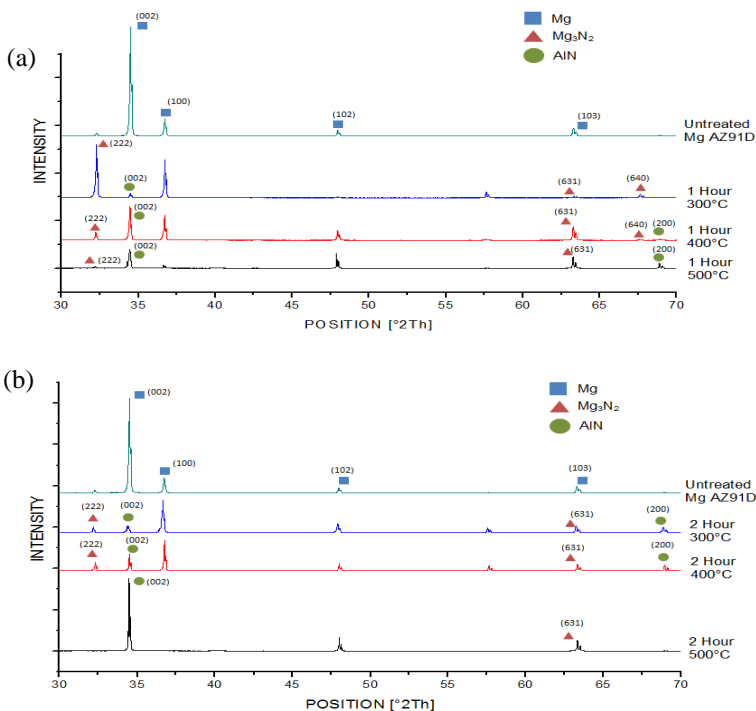 (a)
(002)
Mg
Mg₃N₂
AlN
(100)
(102)
(103)
Untreated
Mg AZ91D
(222)
(002)
(631)
(640)
1 Hour
300°C
(222)
(002)
(631)
(640)
(200)
1 Hour
400°C
(222)
(002)
(631)
(200)
1 Hour
500°C
INTENSITY
30 35 40 45 50 55 60 65 70
POSITION [°2Th]
(b)
(002)
Mg
Mg₃N₂
AlN
(100)
(102)
(103)
Untreated
Mg AZ91D
(222)
(002)
(631)
(200)
2 Hour
300°C
(222)
(002)
(631)
(200)
2 Hour
400°C
(002)
(631)
2 Hour
500°C
INTENSITY
30 35 40 45 50 55 60 65 70
POSITION [°2Th]